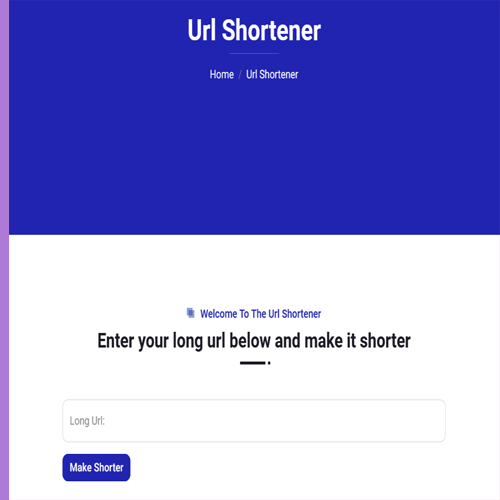 Url Shortener
Home / Url Shortener
Welcome To The Url Shortener
Enter your long url below and make it shorter
Long Url:
Make Shorter